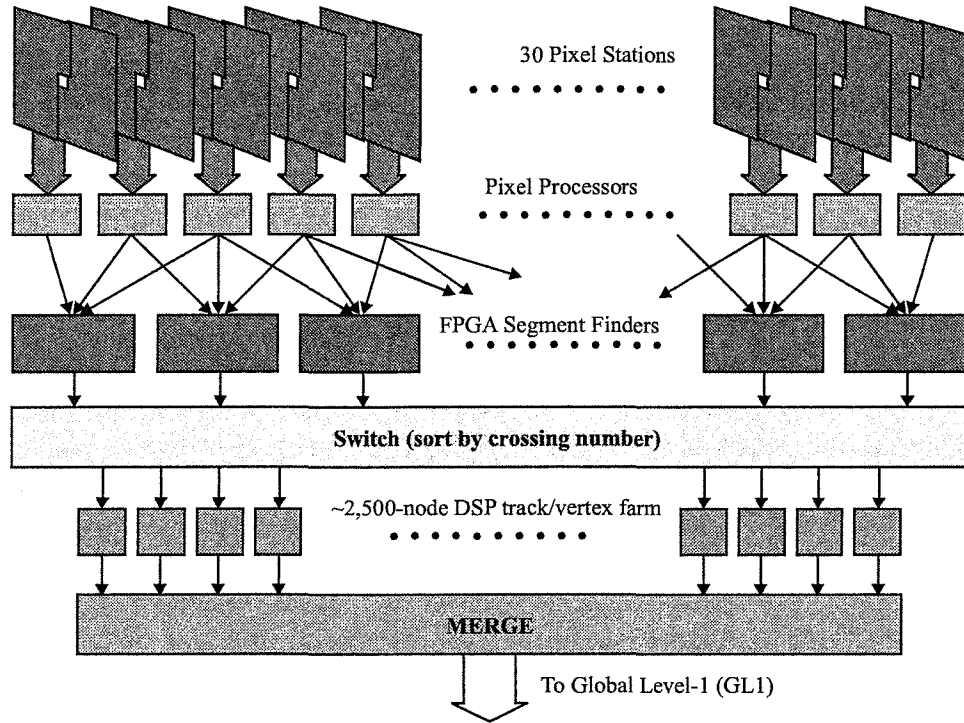 30 Pixel Stations
Pixel Processors
FPGA Segment Finders
Switch (sort by crossing number)
~2,500-node DSP track/vertex farm
MERGE
To Global Level-1 (GL1)